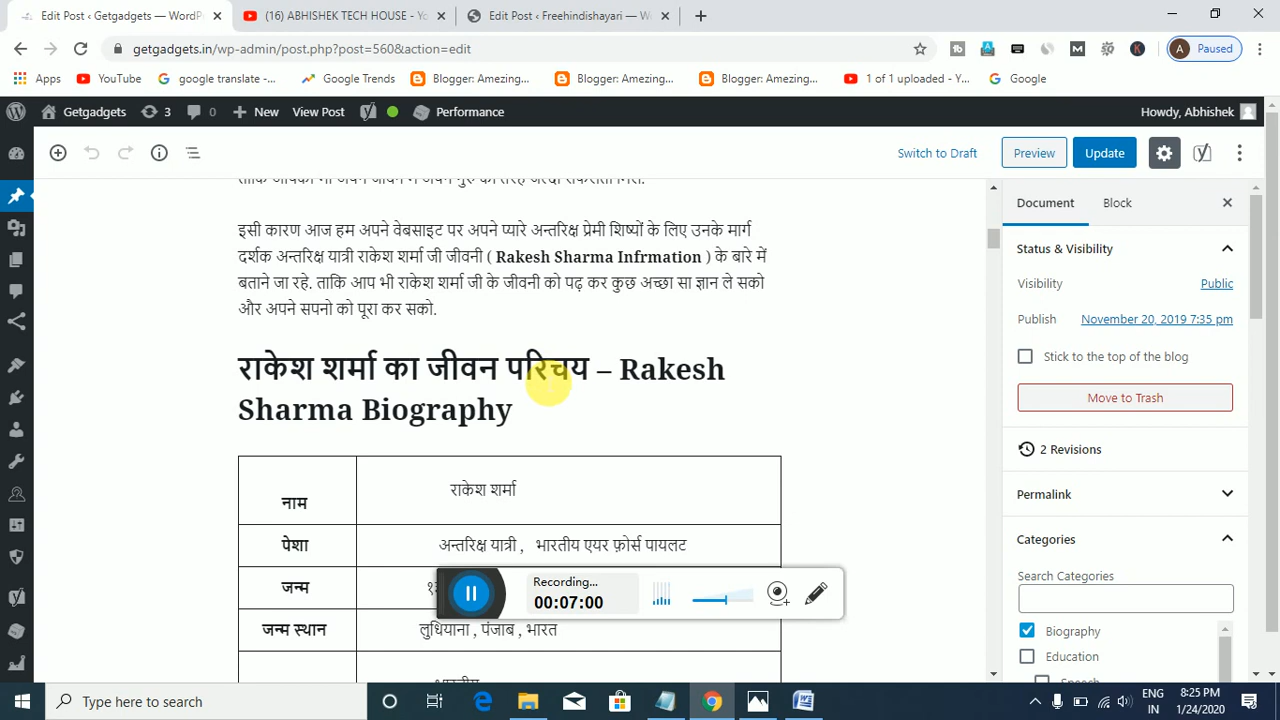 Edit Post ‹ Getgadgets — WordP
(16) ABHISHEK TECH HOUSE - Yo
Edit Post ‹ Freehindishayari — W
getgadgets.in/wp-admin/post.php?post=560&action=edit
A Paused
Apps YouTube google translate -... Google Trends Blogger: Amezing... Blogger: Amezing... Blogger: Amezing... 1 of 1 uploaded - Y... Google
Getgadgets 3 0 New View Post Performance Howdy, Abhishek
Switch to Draft Preview Update
Document Block
इसी कारण आज हम अपने वेबसाइट पर अपने प्यारे अन्तरिक्ष प्रेमी शिष्यों के लिए उनके मार्ग
दर्शक अन्तरिक्ष यात्री राकेश शर्मा जी जीवनी ( Rakesh Sharma Infrmation ) के बारे में
बताने जा रहे. ताकि आप भी राकेश शर्मा जी के जीवनी को पढ़ कर कुछ अच्छा सा ज्ञान ले सको
और अपने सपनो को पूरा कर सको.
राकेश शर्मा का जीवन परिचय – Rakesh
Sharma Biography
नाम राकेश शर्मा
पेशा अन्तरिक्ष यात्री , भारतीय एयर फ़ोर्स पायलट
जन्म
जन्म स्थान लुधियाना , पंजाब , भारत
Recording...
00:07:00
Status & Visibility
Visibility Public
Publish November 20, 2019 7:35 pm
Stick to the top of the blog
Move to Trash
2 Revisions
Permalink
Categories
Search Categories
Biography
Education
Type here to search
ENG
IN
8:25 PM
1/24/2020